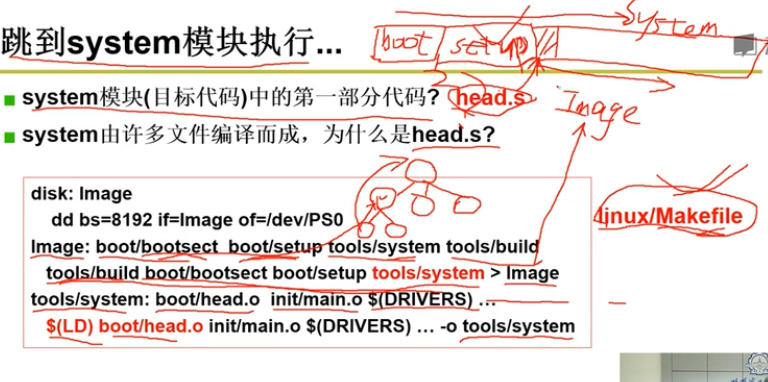 跳到system模块执行...
boot setup system
system模块(目标代码)中的第一部分代码? head.s
Image
system由许多文件编译而成，为什么是head.s?
disk: Image
dd bs=8192 if=Image of=/dev/PS0
linux/Makefile
Image: boot/bootsect boot/setup tools/system tools/build
tools/build boot/bootsect boot/setup tools/system > Image
tools/system: boot/head.o init/main.o $(DRIVERS) …
$(LD) boot/head.o init/main.o $(DRIVERS) … -o tools/system